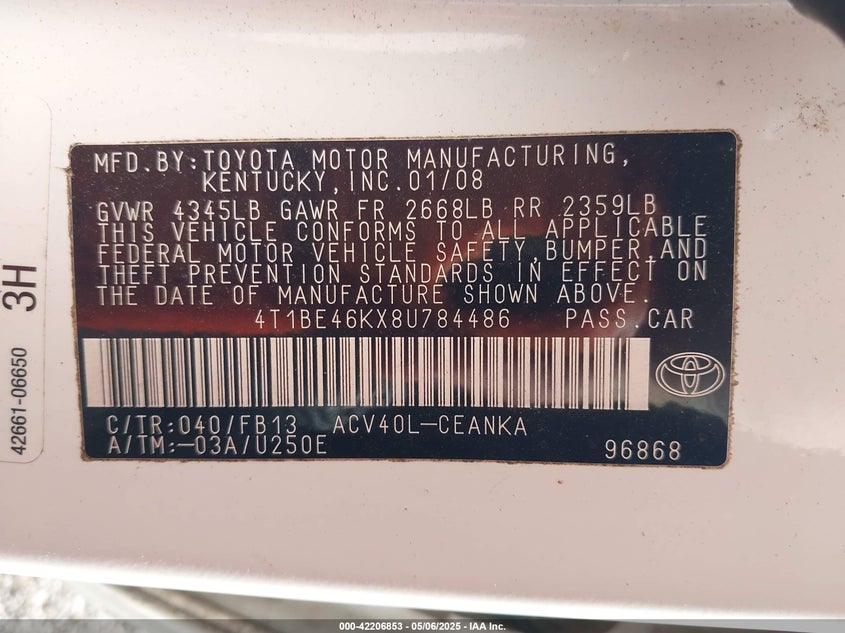 MFD.BY:TOYOTA MOTOR MANUFACTURING,
KENTUCKY,INC.01/08
GVWR 4345LB GAWR FR 2668LB RR 2359LB
THIS VEHICLE CONFORMS TO ALL APPLICABLE
FEDERAL MOTOR VEHICLE SAFETY,BUMPER,AND
THEFT PREVENTION STANDARDS IN EFFECT ON
THE DATE OF MANUFACTURE SHOWN ABOVE.
4T1BE46KX8U784486 PASS.CAR
C/TR:040/FB13 ACV40L-CEANKA
A/TM:-03A/U250E 96868
3H
42661-06650
000-42206853 - 05/06/2025 - IAA Inc.